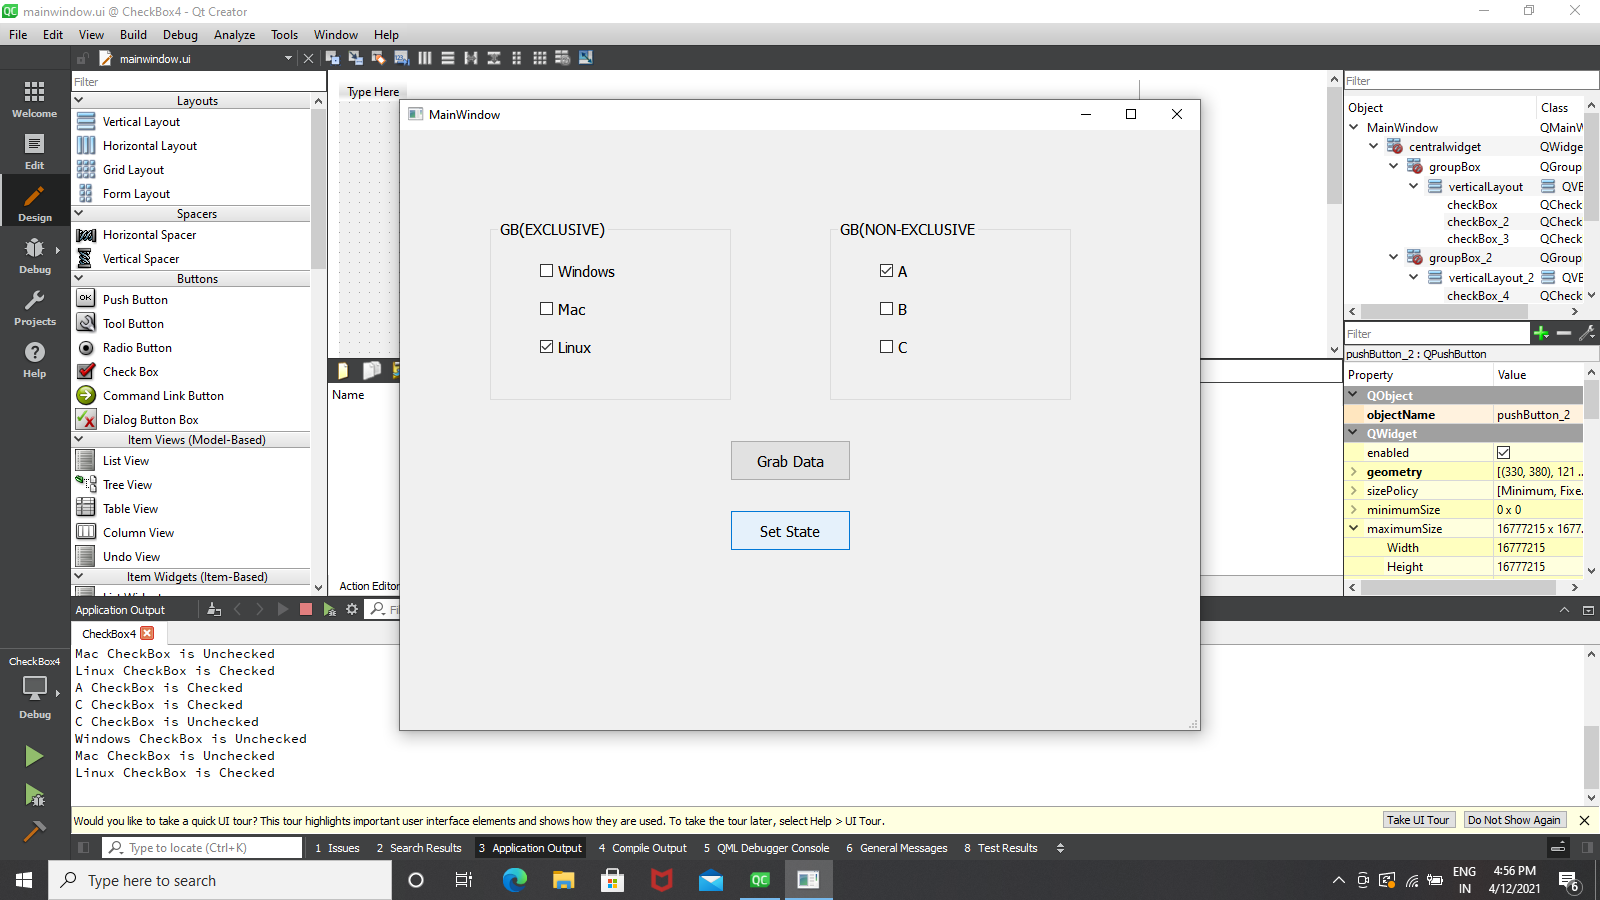 mainwindow.ui @ CheckBox4 - Qt Creator
File Edit View Build Debug Analyze Tools Window Help
mainwindow.ui
Welcome
Edit
Design
Debug
Projects
Help
CheckBox4
Debug
Filter
Layouts
Vertical Layout
Horizontal Layout
Grid Layout
Form Layout
Spacers
Horizontal Spacer
Vertical Spacer
Buttons
OK Push Button
Tool Button
Radio Button
Check Box
Command Link Button
Dialog Button Box
Item Views (Model-Based)
List View
Tree View
Table View
Column View
Undo View
Item Widgets (Item-Based)
Type Here
Name
Action Editor
MainWindow
GB(EXCLUSIVE)
Windows
Mac
Linux
GB(NON-EXCLUSIVE
A
B
C
Grab Data
Set State
Filter
Object Class
MainWindow QMainW
centralwidget QWidge
groupBox QGroup
verticalLayout QVB
checkBox QCheck
checkBox_2 QCheck
checkBox_3 QCheck
groupBox_2 QGroup
verticalLayout_2 QVB
checkBox_4 QCheck
Filter
pushButton_2 : QPushButton
Property Value
QObject
objectName pushButton_2
QWidget
enabled
geometry [(330, 380), 121 ...
sizePolicy [Minimum, Fixe...
minimumSize 0 x 0
maximumSize 16777215 x 1677...
Width 16777215
Height 16777215
Application Output
CheckBox4
Mac CheckBox is Unchecked
Linux CheckBox is Checked
A CheckBox is Checked
C CheckBox is Checked
C CheckBox is Unchecked
Windows CheckBox is Unchecked
Mac CheckBox is Unchecked
Linux CheckBox is Checked
Would you like to take a quick UI tour? This tour highlights important user interface elements and shows how they are used. To take the tour later, select Help > UI Tour.
Take UI Tour Do Not Show Again
Type to locate (Ctrl+K) 1 Issues 2 Search Results 3 Application Output 4 Compile Output 5 QML Debugger Console 6 General Messages 8 Test Results
Type here to search
ENG
IN
4:56 PM
4/12/2021
6